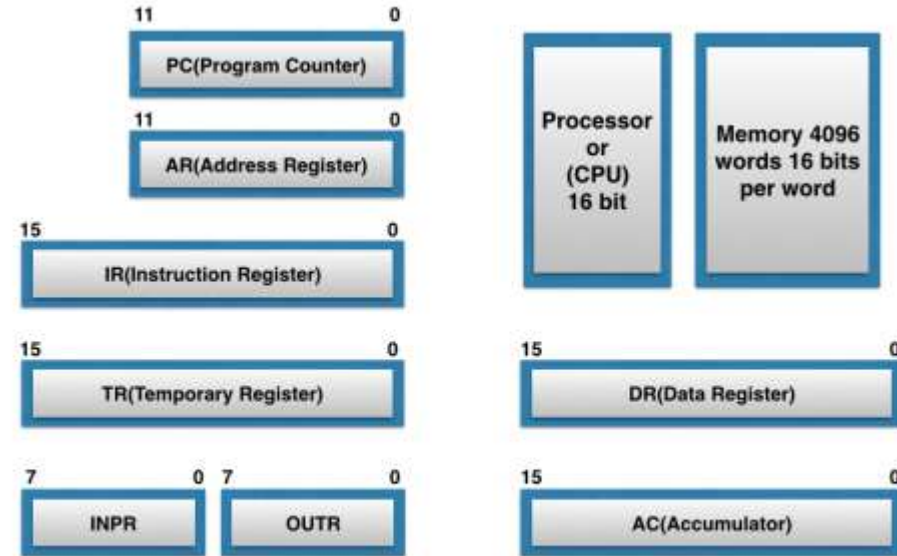 11 0
PC(Program Counter)
11 0
AR(Address Register)
Processor
or
(CPU)
16 bit
Memory 4096
words 16 bits
per word
15 0
IR(Instruction Register)
15 0
TR(Temporary Register)
15 0
DR(Data Register)
7 0
INPR
7 0
OUTR
15 0
AC(Accumulator)